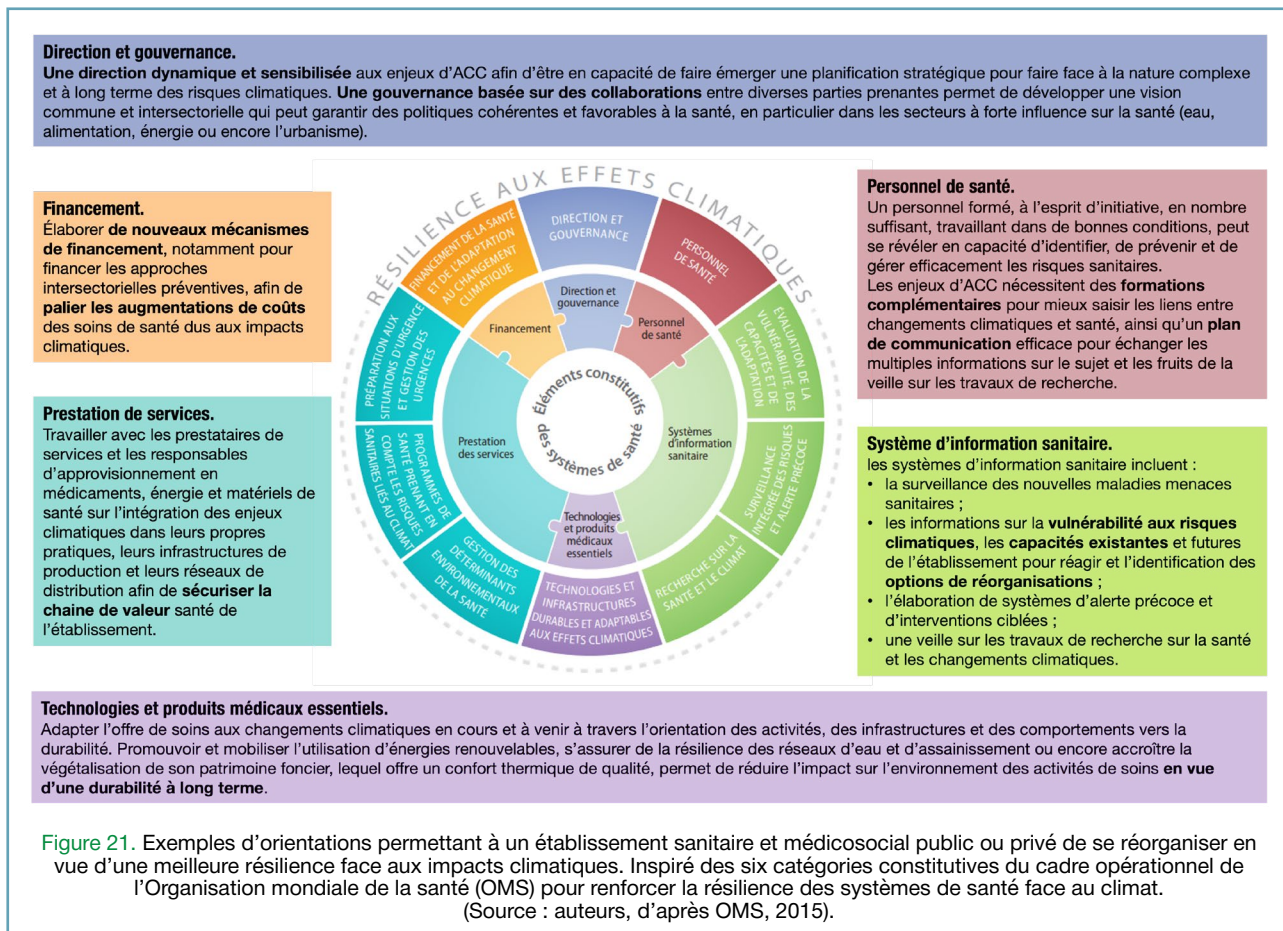 Direction et gouvernance.
Une direction dynamique et sensibilisée aux enjeux d'ACC afin d'être en capacité de faire émerger une planification stratégique pour faire face à la nature complexe
et à long terme des risques climatiques. Une gouvernance basée sur des collaborations entre diverses parties prenantes permet de développer une vision
commune et intersectorielle qui peut garantir des politiques cohérentes et favorables à la santé, en particulier dans les secteurs à forte influence sur la santé (eau,
alimentation, énergie ou encore l'urbanisme).
Financement.
Élaborer de nouveaux mécanismes
de financement, notamment pour
financer les approches
intersectorielles préventives, afin de
palier les augmentations de coûts
des soins de santé dus aux impacts
climatiques.
Prestation de services.
Travailler avec les prestataires de
services et les responsables
d'approvisionnement en
médicaments, énergie et matériels de
santé sur l'intégration des enjeux
climatiques dans leurs propres
pratiques, leurs infrastructures de
production et leurs réseaux de
distribution afin de sécuriser la
chaine de valeur santé de
l'établissement.
RÉSILIENCE AUX EFFETS CLIMATIQUES
DIRECTION ET
GOUVERNANCE
PERSONNEL
DE SANTÉ
ÉVALUATION DE LA
VULNÉRABILITÉ, DES
CAPACITÉS ET DE
L'ADAPTATION
SURVEILLANCE
INTÉGRÉE DES RISQUES
ET ALERTE PRÉCOCE
RECHERCHE SUR LA
SANTÉ ET LE CLIMAT
TECHNOLOGIES ET
INFRASTRUCTURES
DURABLES ET ADAPTABLES
AUX EFFETS CLIMATIQUES
GESTION DES
DÉTERMINANTS
ENVIRONNEMENTAUX
DE LA SANTÉ
PROGRAMMES DE
SANTÉ PRENANT EN
COMPTE LES RISQUES
SANITAIRES LIÉS AU CLIMAT
PRÉPARATION AUX
SITUATIONS D'URGENCE
ET GESTION DES
URGENCES
FINANCEMENT DE LA SANTÉ
ET DE L'ADAPTATION
AU CHANGEMENT
CLIMATIQUE
Direction et
gouvernance
Personnel
de santé
Systèmes
d'information
sanitaire
Technologies
et produits
médicaux
essentiels
Prestation
des services
Financement
Éléments constitutifs
des systèmes de santé
Personnel de santé.
Un personnel formé, à l'esprit d'initiative, en nombre
suffisant, travaillant dans de bonnes conditions, peut
se révéler en capacité d'identifier, de prévenir et de
gérer efficacement les risques sanitaires.
Les enjeux d'ACC nécessitent des formations
complémentaires pour mieux saisir les liens entre
changements climatiques et santé, ainsi qu'un plan
de communication efficace pour échanger les
multiples informations sur le sujet et les fruits de la
veille sur les travaux de recherche.
Système d'information sanitaire.
les systèmes d'information sanitaire incluent :
• la surveillance des nouvelles maladies menaces
sanitaires ;
• les informations sur la vulnérabilité aux risques
climatiques, les capacités existantes et futures
de l'établissement pour réagir et l'identification des
options de réorganisations ;
• l'élaboration de systèmes d'alerte précoce et
d'interventions ciblées ;
• une veille sur les travaux de recherche sur la santé
et les changements climatiques.
Technologies et produits médicaux essentiels.
Adapter l'offre de soins aux changements climatiques en cours et à venir à travers l'orientation des activités, des infrastructures et des comportements vers la
durabilité. Promouvoir et mobiliser l'utilisation d'énergies renouvelables, s'assurer de la résilience des réseaux d'eau et d'assainissement ou encore accroître la
végétalisation de son patrimoine foncier, lequel offre un confort thermique de qualité, permet de réduire l'impact sur l'environnement des activités de soins en vue
d'une durabilité à long terme.
Figure 21. Exemples d'orientations permettant à un établissement sanitaire et médicosocial public ou privé de se réorganiser en
vue d'une meilleure résilience face aux impacts climatiques. Inspiré des six catégories constitutives du cadre opérationnel de
l'Organisation mondiale de la santé (OMS) pour renforcer la résilience des systèmes de santé face au climat.
(Source : auteurs, d'après OMS, 2015).